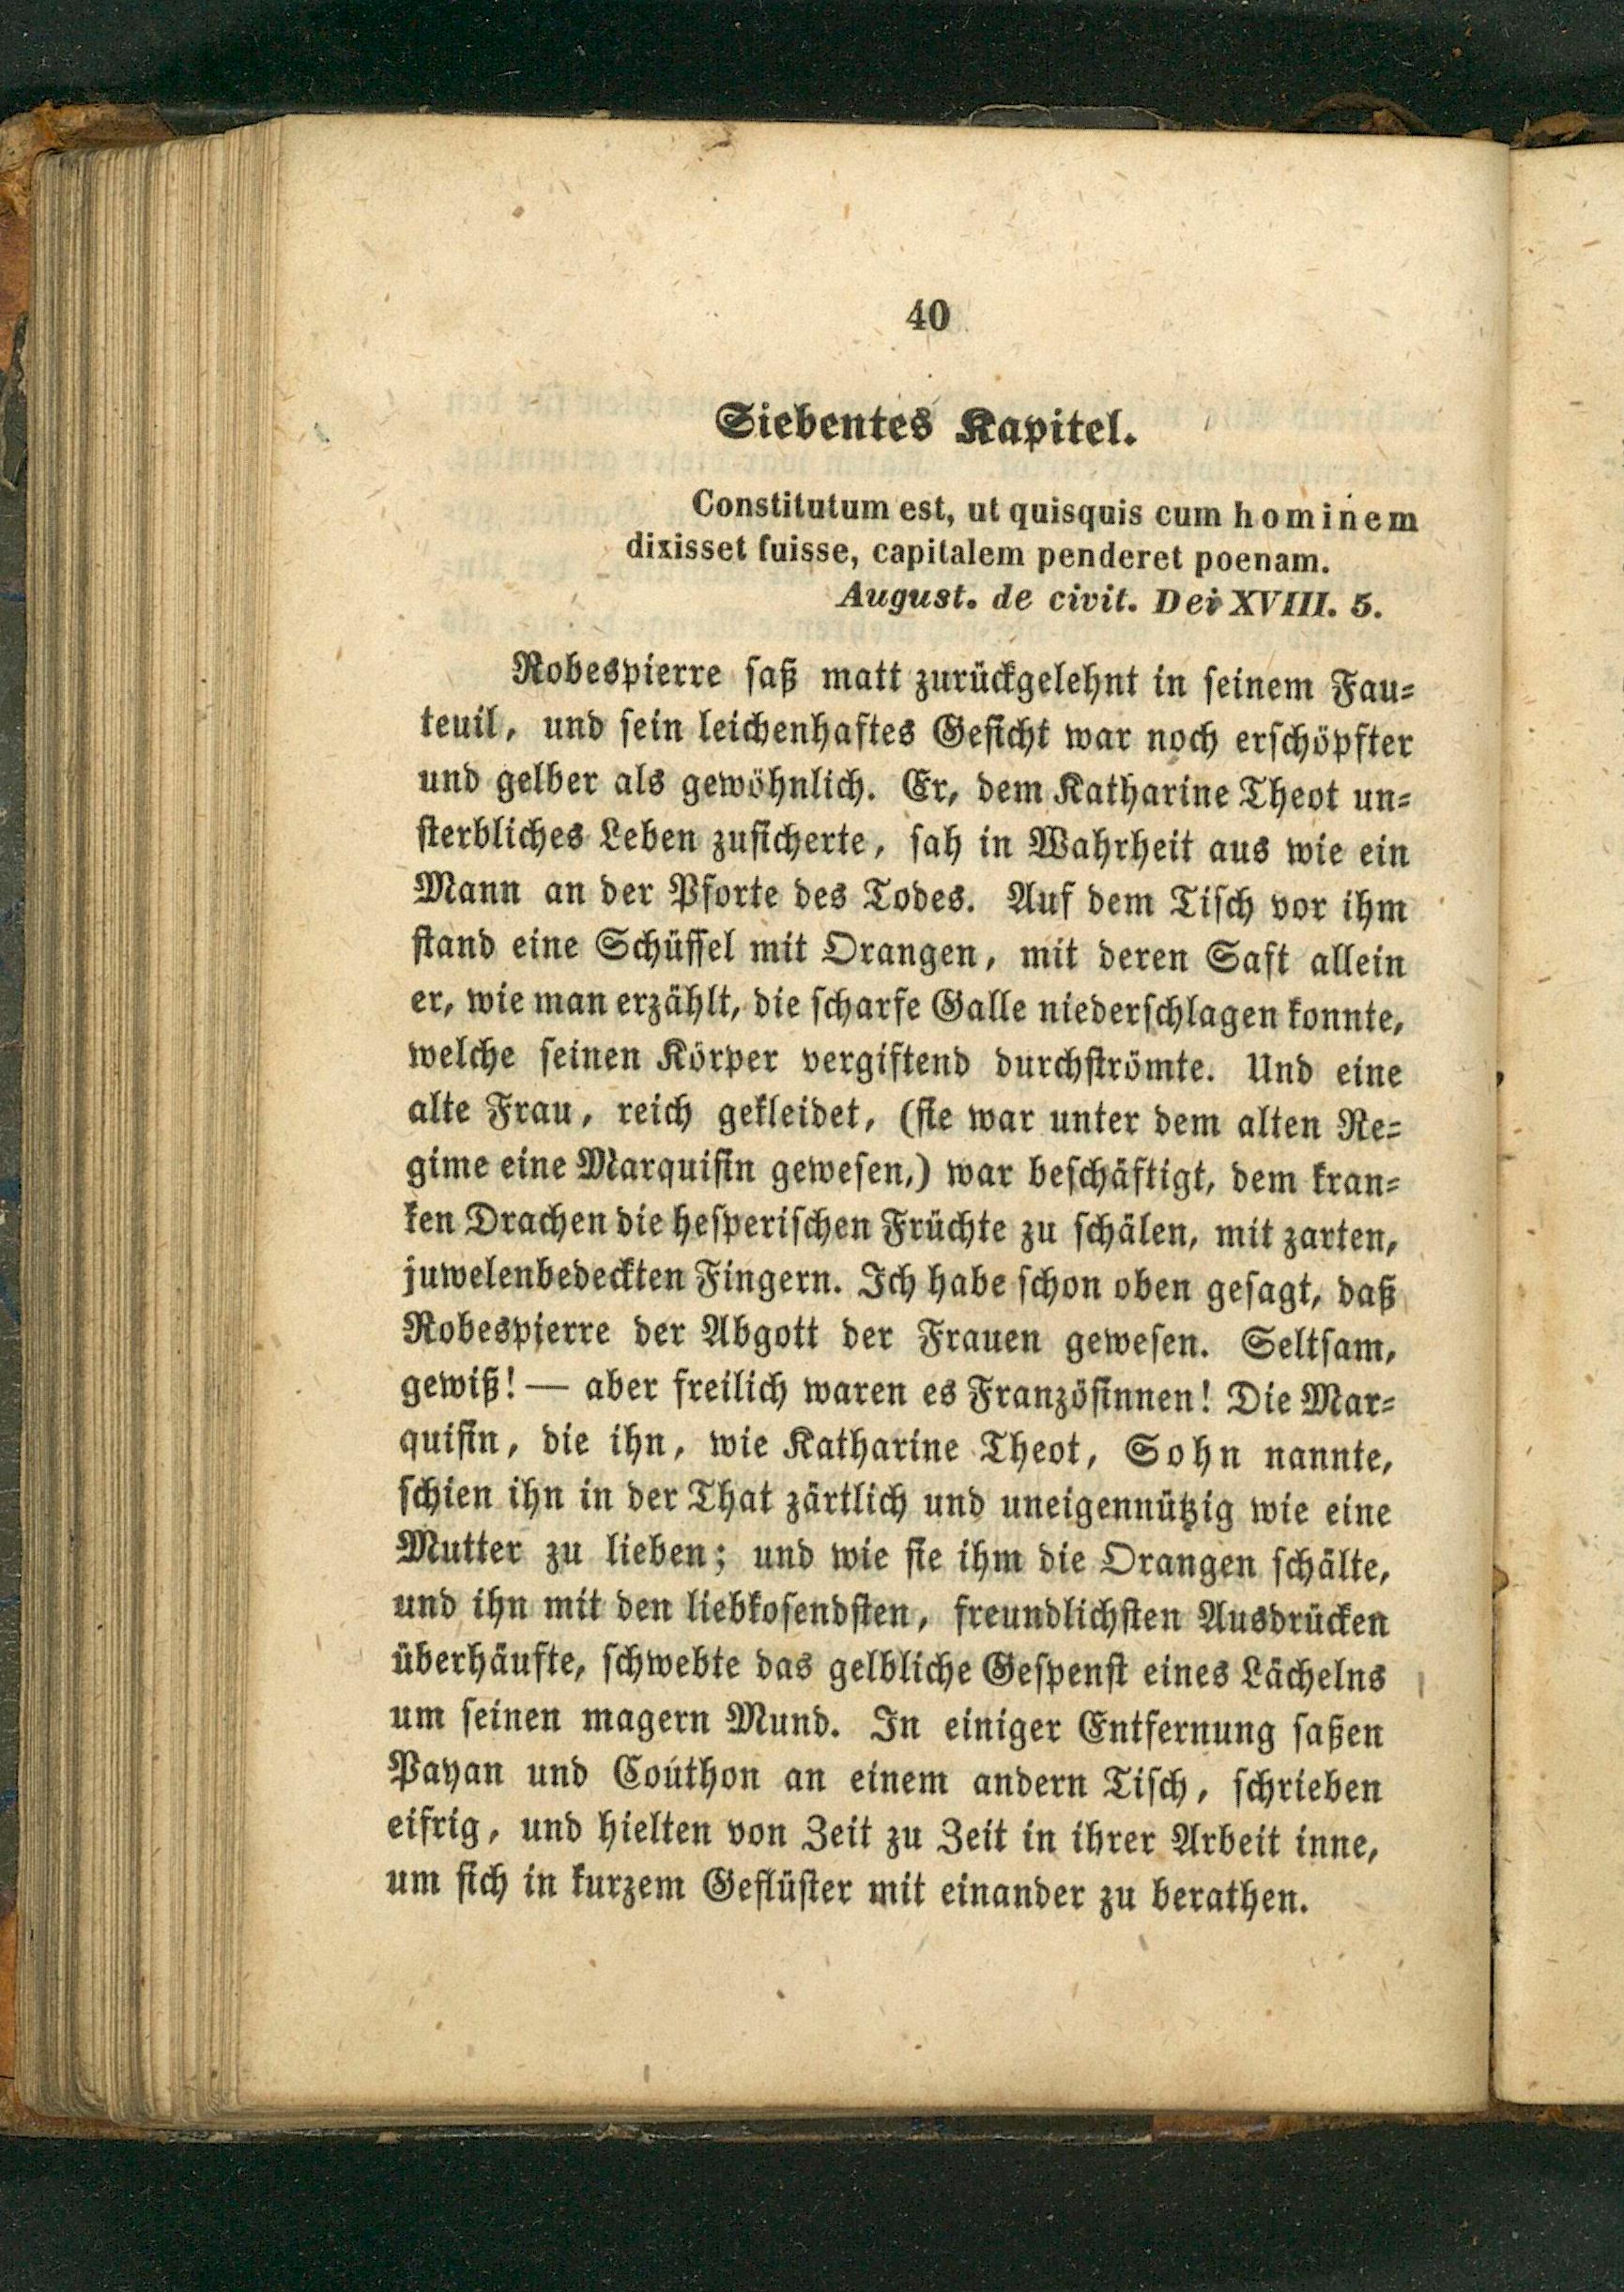 40
Siebentes Kapitel.
Constitutum est, ut quisquis cum hominem
dixisset fuisse, capitalem penderet poenam.
August. de civit. Dei XVIII. 5.
Robespierre saß matt zurückgelehnt in seinem Fau-
teuil, und sein leichenhaftes Gesicht war noch erschöpfter
und gelber als gewöhnlich. Er, dem Katharine Theot un-
sterbliches Leben zusicherte, sah in Wahrheit aus wie ein
Mann an der Pforte des Todes. Auf dem Tisch vor ihm
stand eine Schüssel mit Orangen, mit deren Saft allein
er, wie man erzählt, die scharfe Galle niederschlagen konnte,
welche seinen Körper vergiftend durchströmte. Und eine
alte Frau, reich gekleidet, (sie war unter dem alten Re-
gime eine Marquisin gewesen,) war beschäftigt, dem kran-
ken Drachen die hesperischen Früchte zu schälen, mit zarten,
juwelenbedeckten Fingern. Ich habe schon oben gesagt, daß
Robespierre der Abgott der Frauen gewesen. Seltsam,
gewiß! — aber freilich waren es Französinnen! Die Mar-
quisin, die ihn, wie Katharine Theot, Sohn nannte,
schien ihn in der That zärtlich und uneigennützig wie eine
Mutter zu lieben; und wie sie ihm die Orangen schälte,
und ihn mit den liebkosendsten, freundlichsten Ausdrücken
überhäufte, schwebte das gelbliche Gespenst eines Lächelns
um seinen magern Mund. In einiger Entfernung saßen
Payan und Couthon an einem andern Tisch, schrieben
eifrig, und hielten von Zeit zu Zeit in ihrer Arbeit inne,
um sich in kurzem Geflüster mit einander zu berathen.